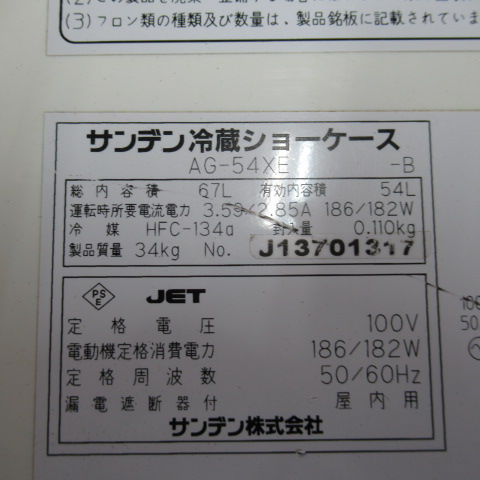 (3)フロン類の種類及び数量は、製品銘板に記載されていま
サンデン冷蔵ショーケース
AG-54XE -B
総内容積 67L 有効内容積 54L
運転時所要電流電力 3.59/2.85A 186/182W
冷媒 HFC-134a 封入量 0.110kg
製品質量 34kg No. J13701317
PSE JET
定格電圧 100V
電動機定格消費電力 186/182W
定格周波数 50/60Hz
漏電遮断器付 屋内用
サンデン株式会社
100
50